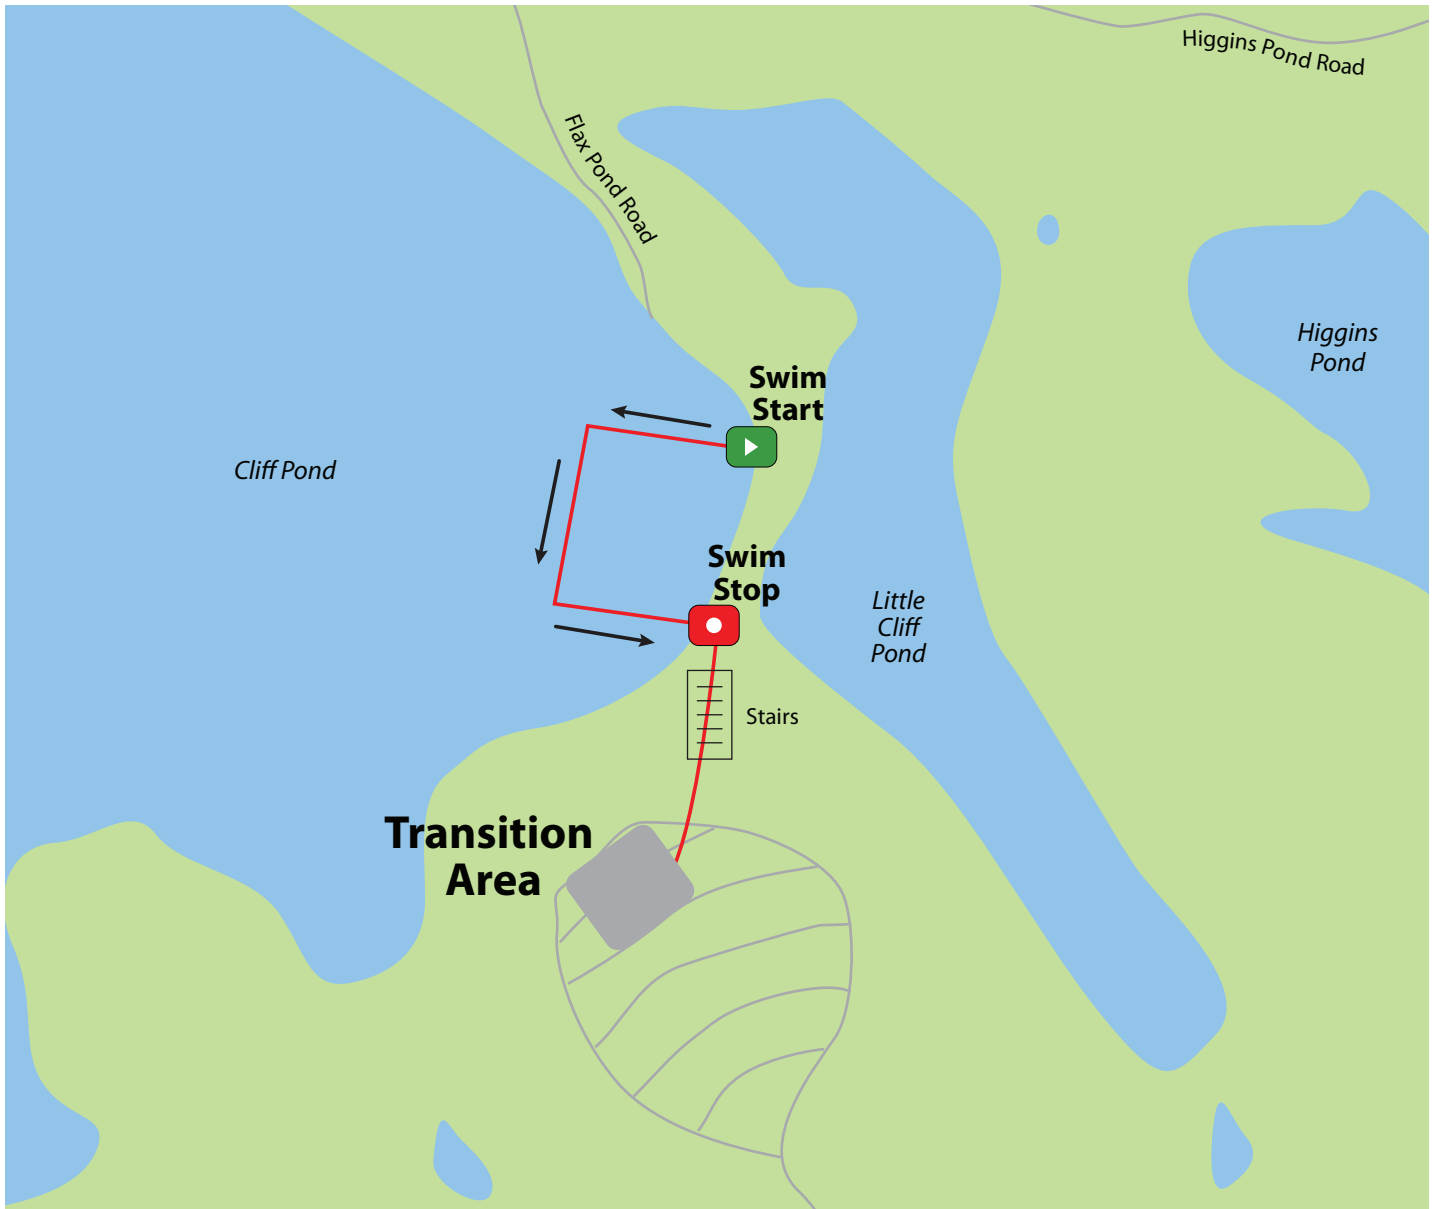 Higgins Pond Road
Flax Pond Road
Higgins
Pond
Swim
Start
Cliff Pond
Swim
Stop
Little
Cliff
Pond
Stairs
Transition
Area